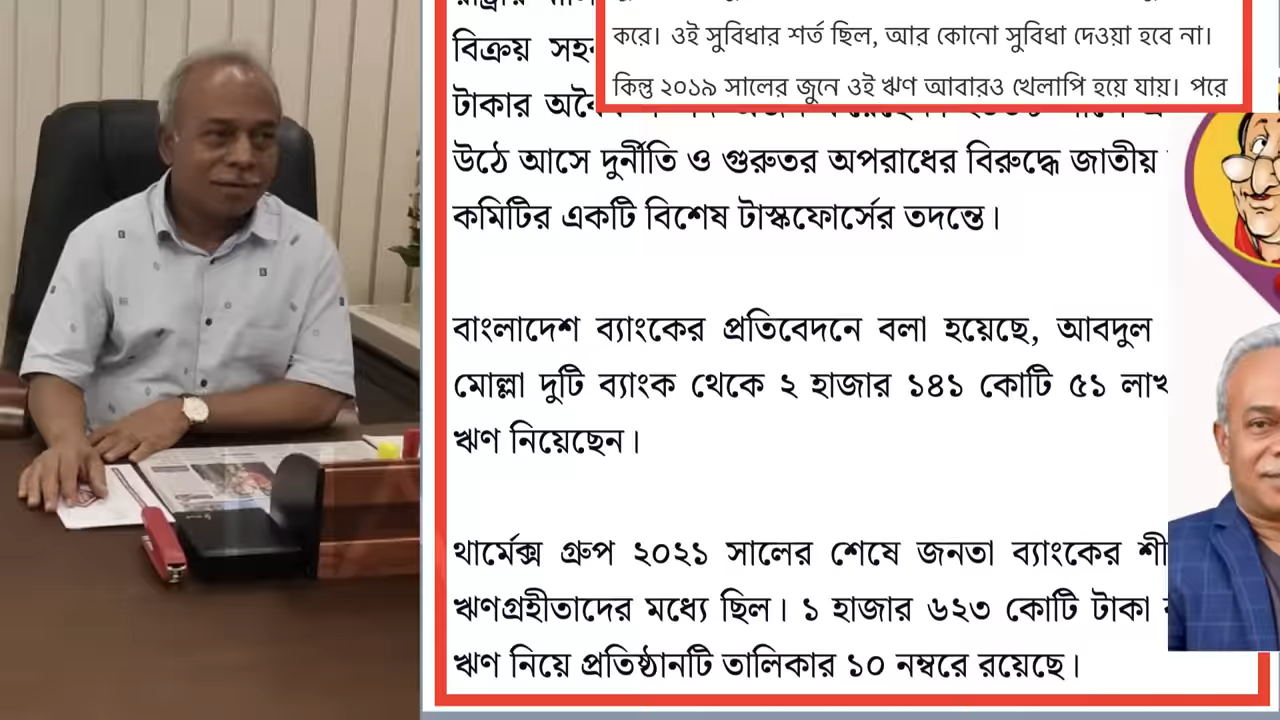 করে। ওই সুবিধার শর্ত ছিল, আর কোনো সুবিধা দেওয়া হবে না।
কিন্তু ২০১৯ সালের জুনে ওই ঋণ আবারও খেলাপি হয়ে যায়। পরে
বিক্রয়
টাকার
উঠে আসে দুর্নীতি ও গুরুতর অপরাধের বিরুদ্ধে জাতীয়
কমিটির একটি বিশেষ টাস্কফোর্সের তদন্তে।
বাংলাদেশ ব্যাংকের প্রতিবেদনে বলা হয়েছে, আবদুল
মোল্লা দুটি ব্যাংক থেকে ২ হাজার ১৪১ কোটি ৫১ লাখ
ঋণ নিয়েছেন।
থার্মেক্স গ্রুপ ২০২১ সালের শেষে জনতা ব্যাংকের
ঋণগ্রহীতাদের মধ্যে ছিল। ১ হাজার ৬২৩ কোটি টাকা
ঋণ নিয়ে প্রতিষ্ঠানটি তালিকার ১০ নম্বরে রয়েছে।